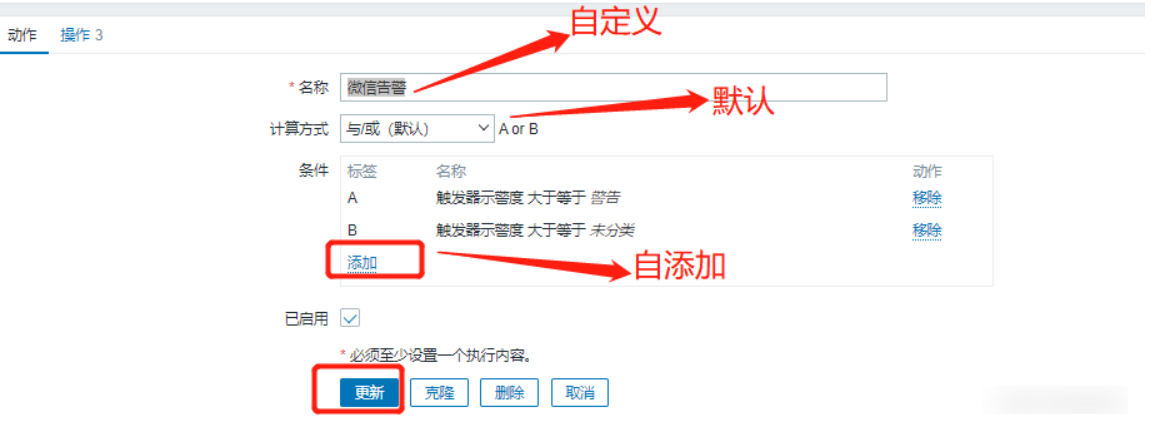 自定义
动作 操作 3
* 名称 微信告警
默认
计算方式 与/或（默认） A or B
条件 标签 名称 动作
A 触发器示警度 大于等于 警告 移除
B 触发器示警度 大于等于 未分类 移除
添加 自添加
已启用
* 必须至少设置一个执行内容。
更新 克隆 删除 取消